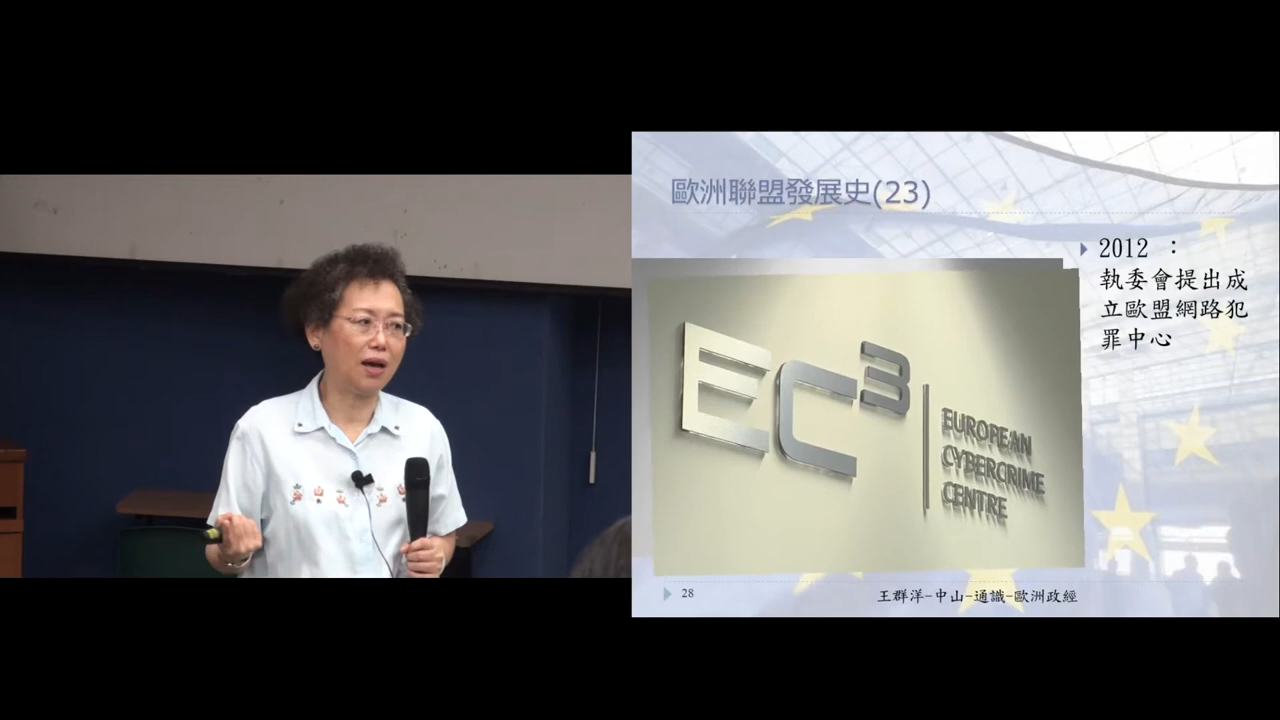 歐洲聯盟發展史(23)
2012 :
執委會提出成
立歐盟網路犯
罪中心
EC3
EUROPEAN
CYBERCRIME
CENTRE
28
王群洋-中山-通識-歐洲政經